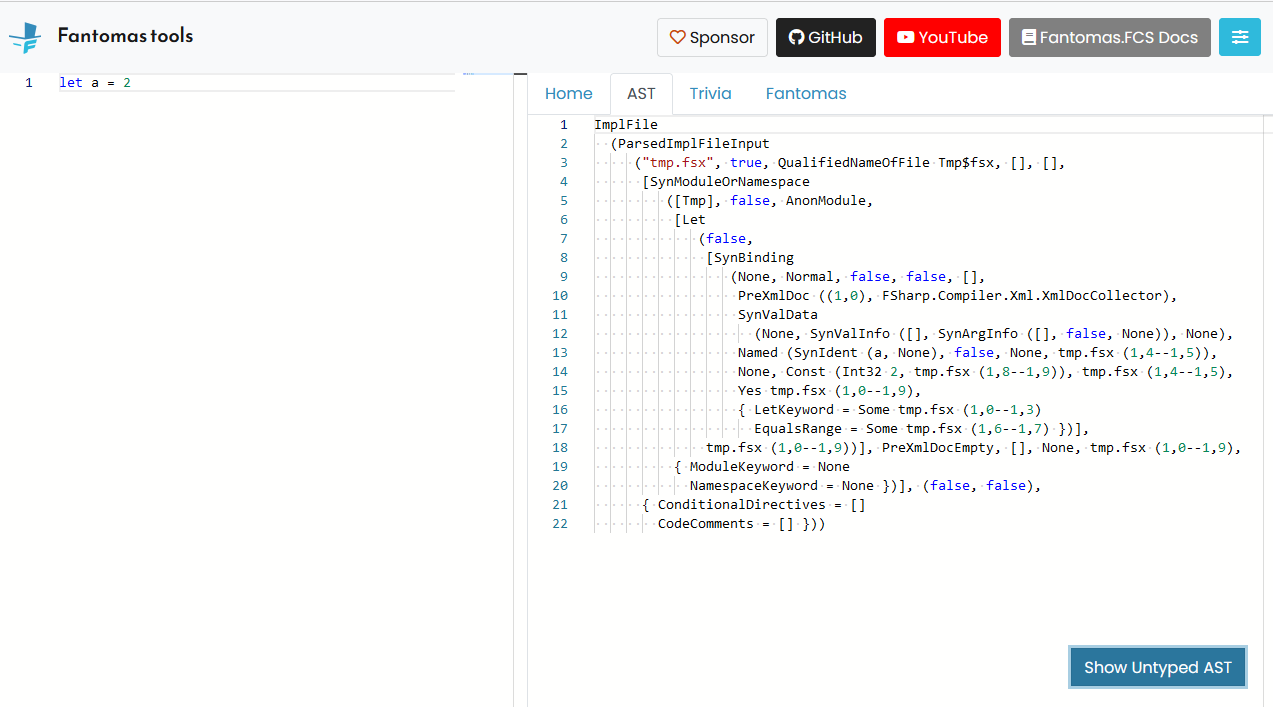 Fantomas tools
Sponsor
GitHub
YouTube
Fantomas.FCS Docs
1 let a = 2
Home AST Trivia Fantomas
1 ImplFile
2 (ParsedImplFileInput
3 ("tmp.fsx", true, QualifiedNameOfFile Tmp$fsx, [], [],
4 [SynModuleOrNamespace
5 ([Tmp], false, AnonModule,
6 [Let
7 (false,
8 [SynBinding
9 (None, Normal, false, false, [],
10 PreXmlDoc ((1,0), FSharp.Compiler.Xml.XmlDocCollector),
11 SynValData
12 (None, SynValInfo ([], SynArgInfo ([], false, None)), None),
13 Named (SynIdent (a, None), false, None, tmp.fsx (1,4--1,5)),
14 None, Const (Int32 2, tmp.fsx (1,8--1,9)), tmp.fsx (1,4--1,5),
15 Yes tmp.fsx (1,0--1,9),
16 { LetKeyword = Some tmp.fsx (1,0--1,3)
17 EqualsRange = Some tmp.fsx (1,6--1,7) })],
18 tmp.fsx (1,0--1,9))], PreXmlDocEmpty, [], None, tmp.fsx (1,0--1,9),
19 { ModuleKeyword = None
20 NamespaceKeyword = None })], (false, false),
21 { ConditionalDirectives = []
22 CodeComments = [] }))
Show Untyped AST